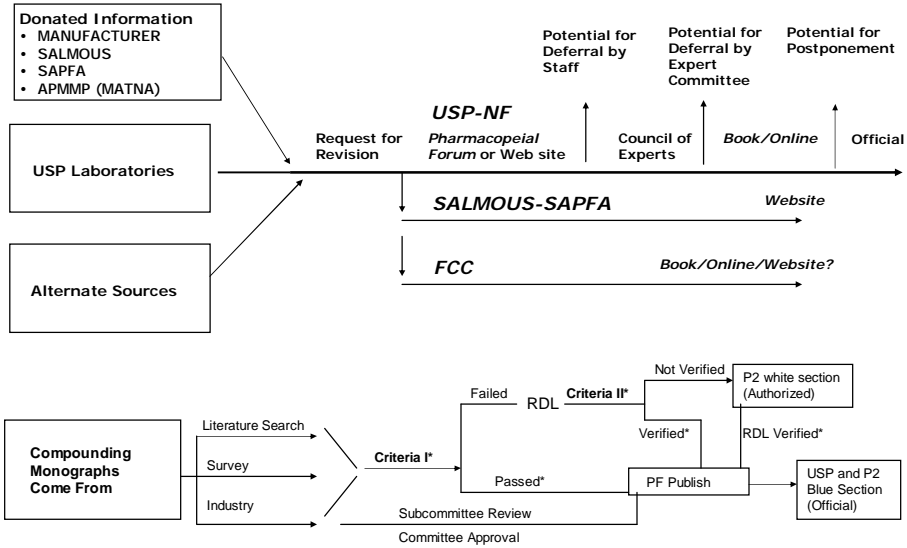 Donated Information
• MANUFACTURER
• SALMOUS
• SAPFA
• APMMP (MATNA)
USP Laboratories
Alternate Sources
Request for
Revision
USP-NF
Pharmacopeial
Forum or Web site
Potential for
Deferral by
Staff
Council of
Experts
Potential for
Deferral by
Expert
Committee
Book/Online
Potential for
Postponement
Official
SALMOUS-SAPFA
Website
FCC
Book/Online/Website?
Compounding
Monographs
Come From
Literature Search
Survey
Industry
Criteria I*
Failed
RDL
Criteria II*
Not Verified
P2 white section
(Authorized)
Verified*
RDL Verified*
Passed*
PF Publish
USP and P2
Blue Section
(Official)
Subcommittee Review
Committee Approval